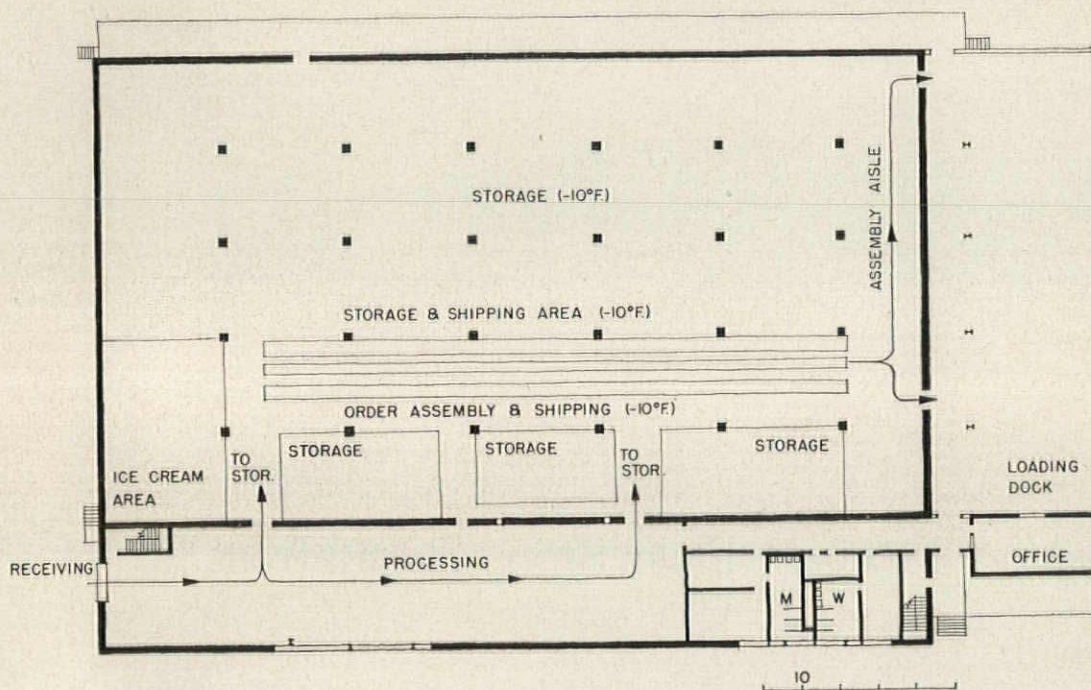 STORAGE (-10°F.)
ASSEMBLY AISLE
STORAGE & SHIPPING AREA (-10°F.)
ORDER ASSEMBLY & SHIPPING (-10°F.)
STORAGE
STORAGE
STORAGE
TO
STOR.
TO
STOR.
ICE CREAM
AREA
LOADING
DOCK
RECEIVING
PROCESSING
OFFICE
M
W
10